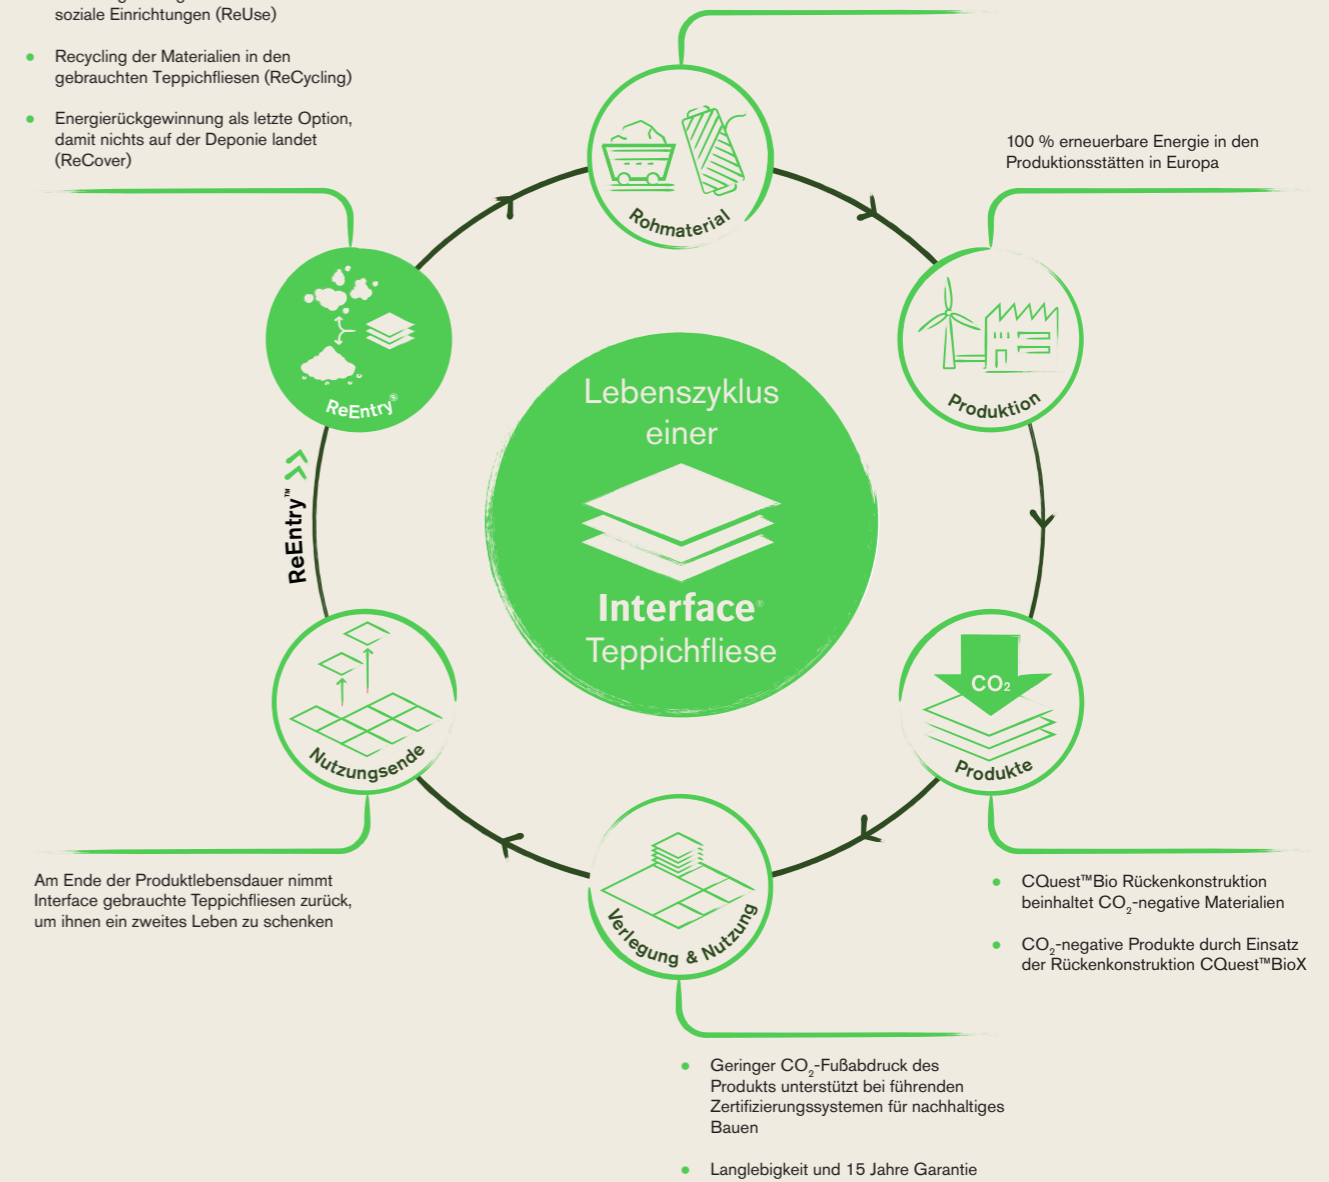 soziale Einrichtungen (ReUse)
Recycling der Materialien in den
gebrauchten Teppichfliesen (ReCycling)
Energierückgewinnung als letzte Option,
damit nichts auf der Deponie landet
(ReCover)
Rohmaterial
100 % erneuerbare Energie in den
Produktionsstätten in Europa
Produktion
ReEntry®
ReEntry™
Lebenszyklus
einer
Interface®
Teppichfliese
CO₂
Produkte
CQuest™Bio Rückenkonstruktion
beinhaltet CO₂-negative Materialien
CO₂-negative Produkte durch Einsatz
der Rückenkonstruktion CQuest™BioX
Verlegung & Nutzung
Geringer CO₂-Fußabdruck des
Produkts unterstützt bei führenden
Zertifizierungssystemen für nachhaltiges
Bauen
Langlebigkeit und 15 Jahre Garantie
Nutzungsende
Am Ende der Produktlebensdauer nimmt
Interface gebrauchte Teppichfliesen zurück,
um ihnen ein zweites Leben zu schenken